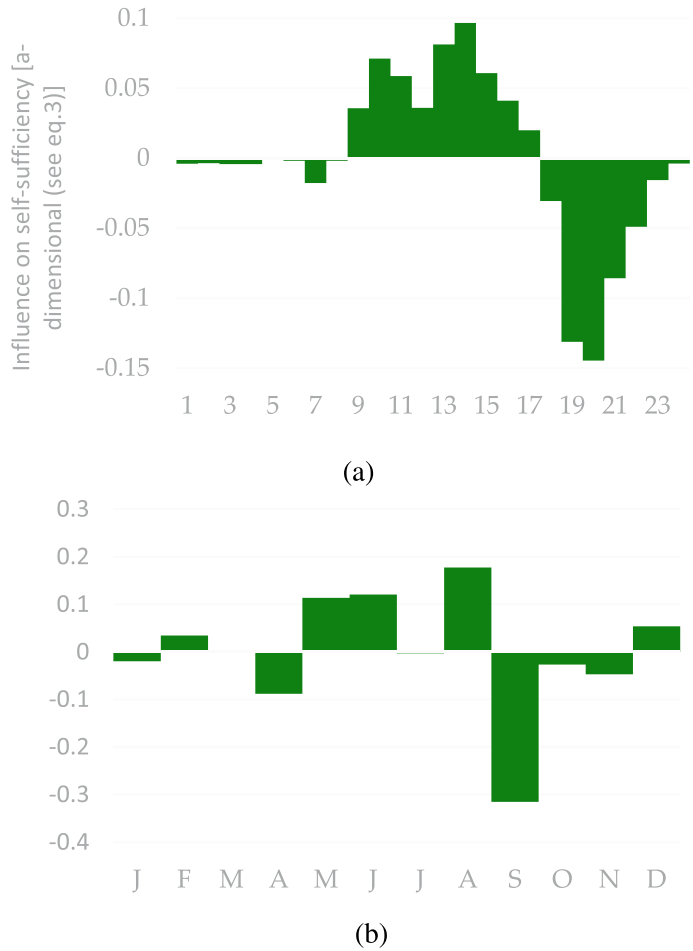 Influence on self-sufficiency [a-
dimensional (see eq.3)]
0.1
0.05
0
-0.05
-0.1
-0.15
1 3 5 7 9 11 13 15 17 19 21 23
(a)
0.3
0.2
0.1
0
-0.1
-0.2
-0.3
-0.4
J F M A M J J A S O N D
(b)